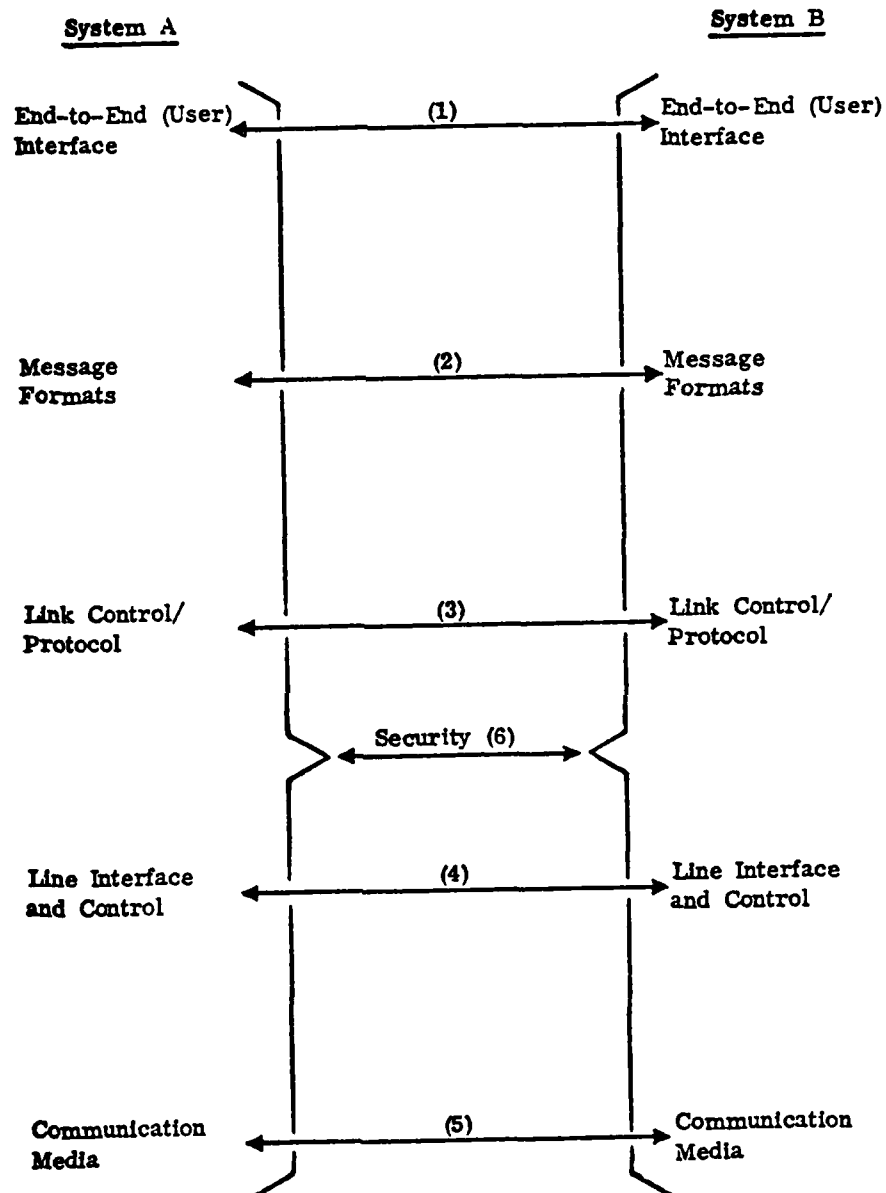 System A
System B
End-to-End (User)
Interface
(1)
End-to-End (User)
Interface
Message
Formats
(2)
Message
Formats
Link Control/
Protocol
(3)
Link Control/
Protocol
Security (6)
Line Interface
and Control
(4)
Line Interface
and Control
Communication
Media
(5)
Communication
Media